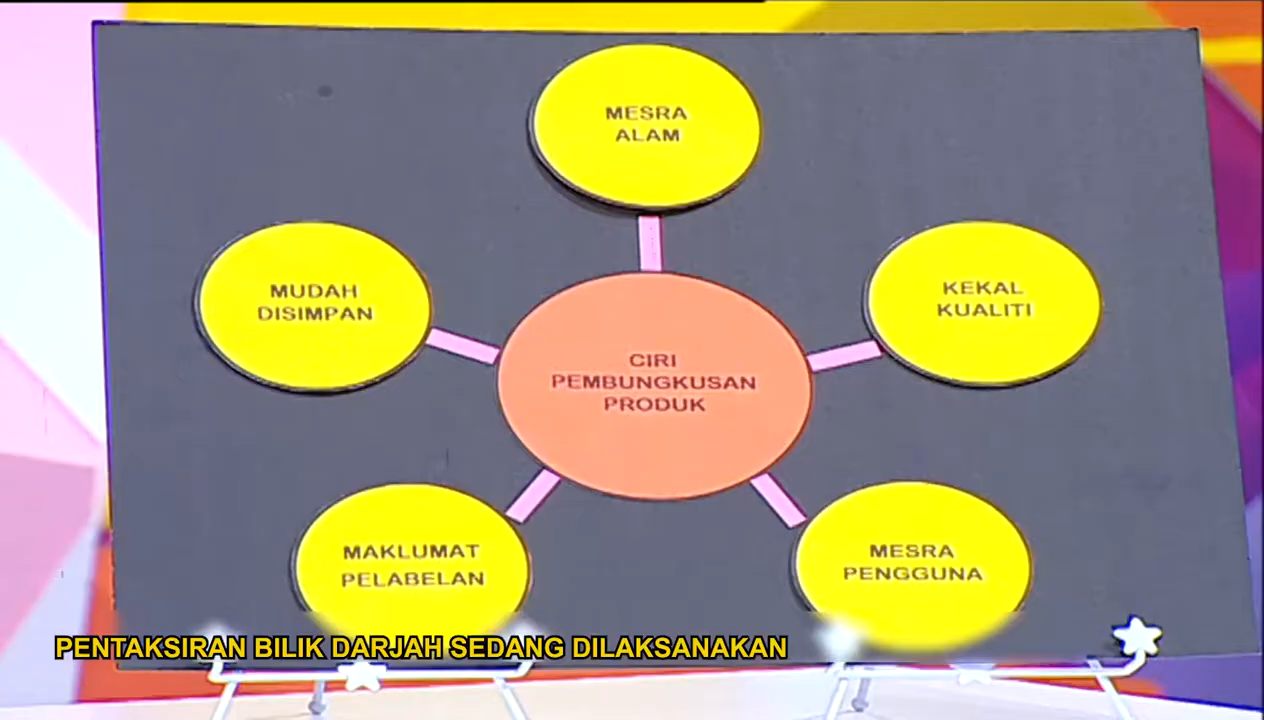 MESRA
ALAM
MUDAH
DISIMPAN
KEKAL
KUALITI
CIRI
PEMBUNGKUSAN
PRODUK
MAKLUMAT
PELABELAN
MESRA
PENGGUNA
PENTAKSIRAN BILIK DARJAH SEDANG DILAKSANAKAN